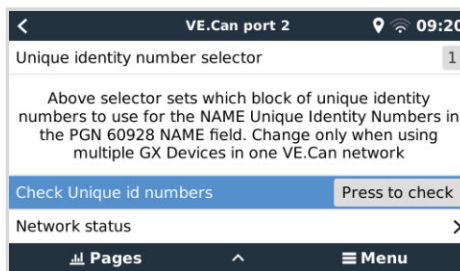 VE.Can port 2 09:20
Unique identity number selector 1
Above selector sets which block of unique identity
numbers to use for the NAME Unique Identity Numbers in
the PGN 60928 NAME field. Change only when using
multiple GX Devices in one VE.Can network
Check Unique id numbers Press to check
Network status
Pages Menu